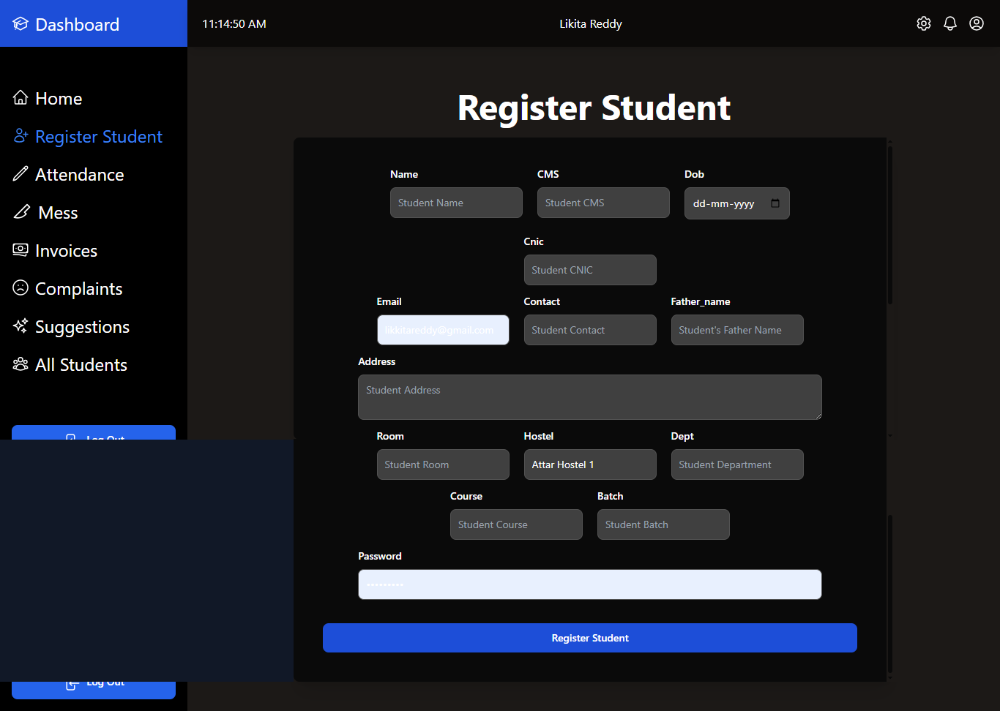 Dashboard
11:14:50 AM
Likita Reddy
Home
Register Student
Attendance
Mess
Invoices
Complaints
Suggestions
All Students
Log Out
Register Student
Name
CMS
Dob
Student Name
Student CMS
dd-mm-yyyy
Cnic
Student CNIC
Email
Contact
Father_name
likkitareddy@gmail.com
Student Contact
Student's Father Name
Address
Student Address
Room
Hostel
Dept
Student Room
Attar Hostel 1
Student Department
Course
Batch
Student Course
Student Batch
Password
Register Student
Log Out